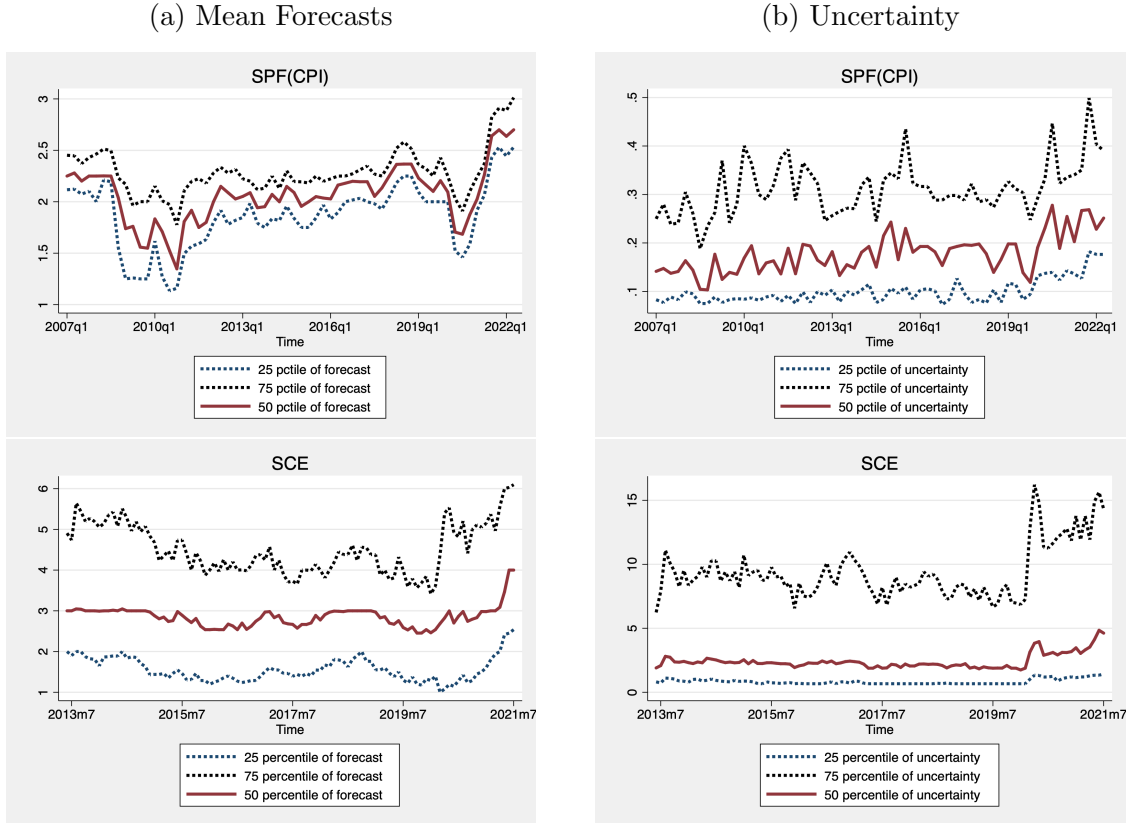 (a) Mean Forecasts
(b) Uncertainty
SPF(CPI)
3
2.5
2
1.5
1
2007q1 2010q1 2013q1 2016q1 2019q1 2022q1
Time
25 pctile of forecast
75 pctile of forecast
50 pctile of forecast
SPF(CPI)
.5
.4
.3
.2
.1
2007q1 2010q1 2013q1 2016q1 2019q1 2022q1
Time
25 pctile of uncertainty
75 pctile of uncertainty
50 pctile of uncertainty
SCE
6
5
4
3
2
1
2013m7 2015m7 2017m7 2019m7 2021m7
Time
25 percentile of forecast
75 percentile of forecast
50 percentile of forecast
SCE
15
10
5
0
2013m7 2015m7 2017m7 2019m7 2021m7
Time
25 percentile of uncertainty
75 percentile of uncertainty
50 percentile of uncertainty